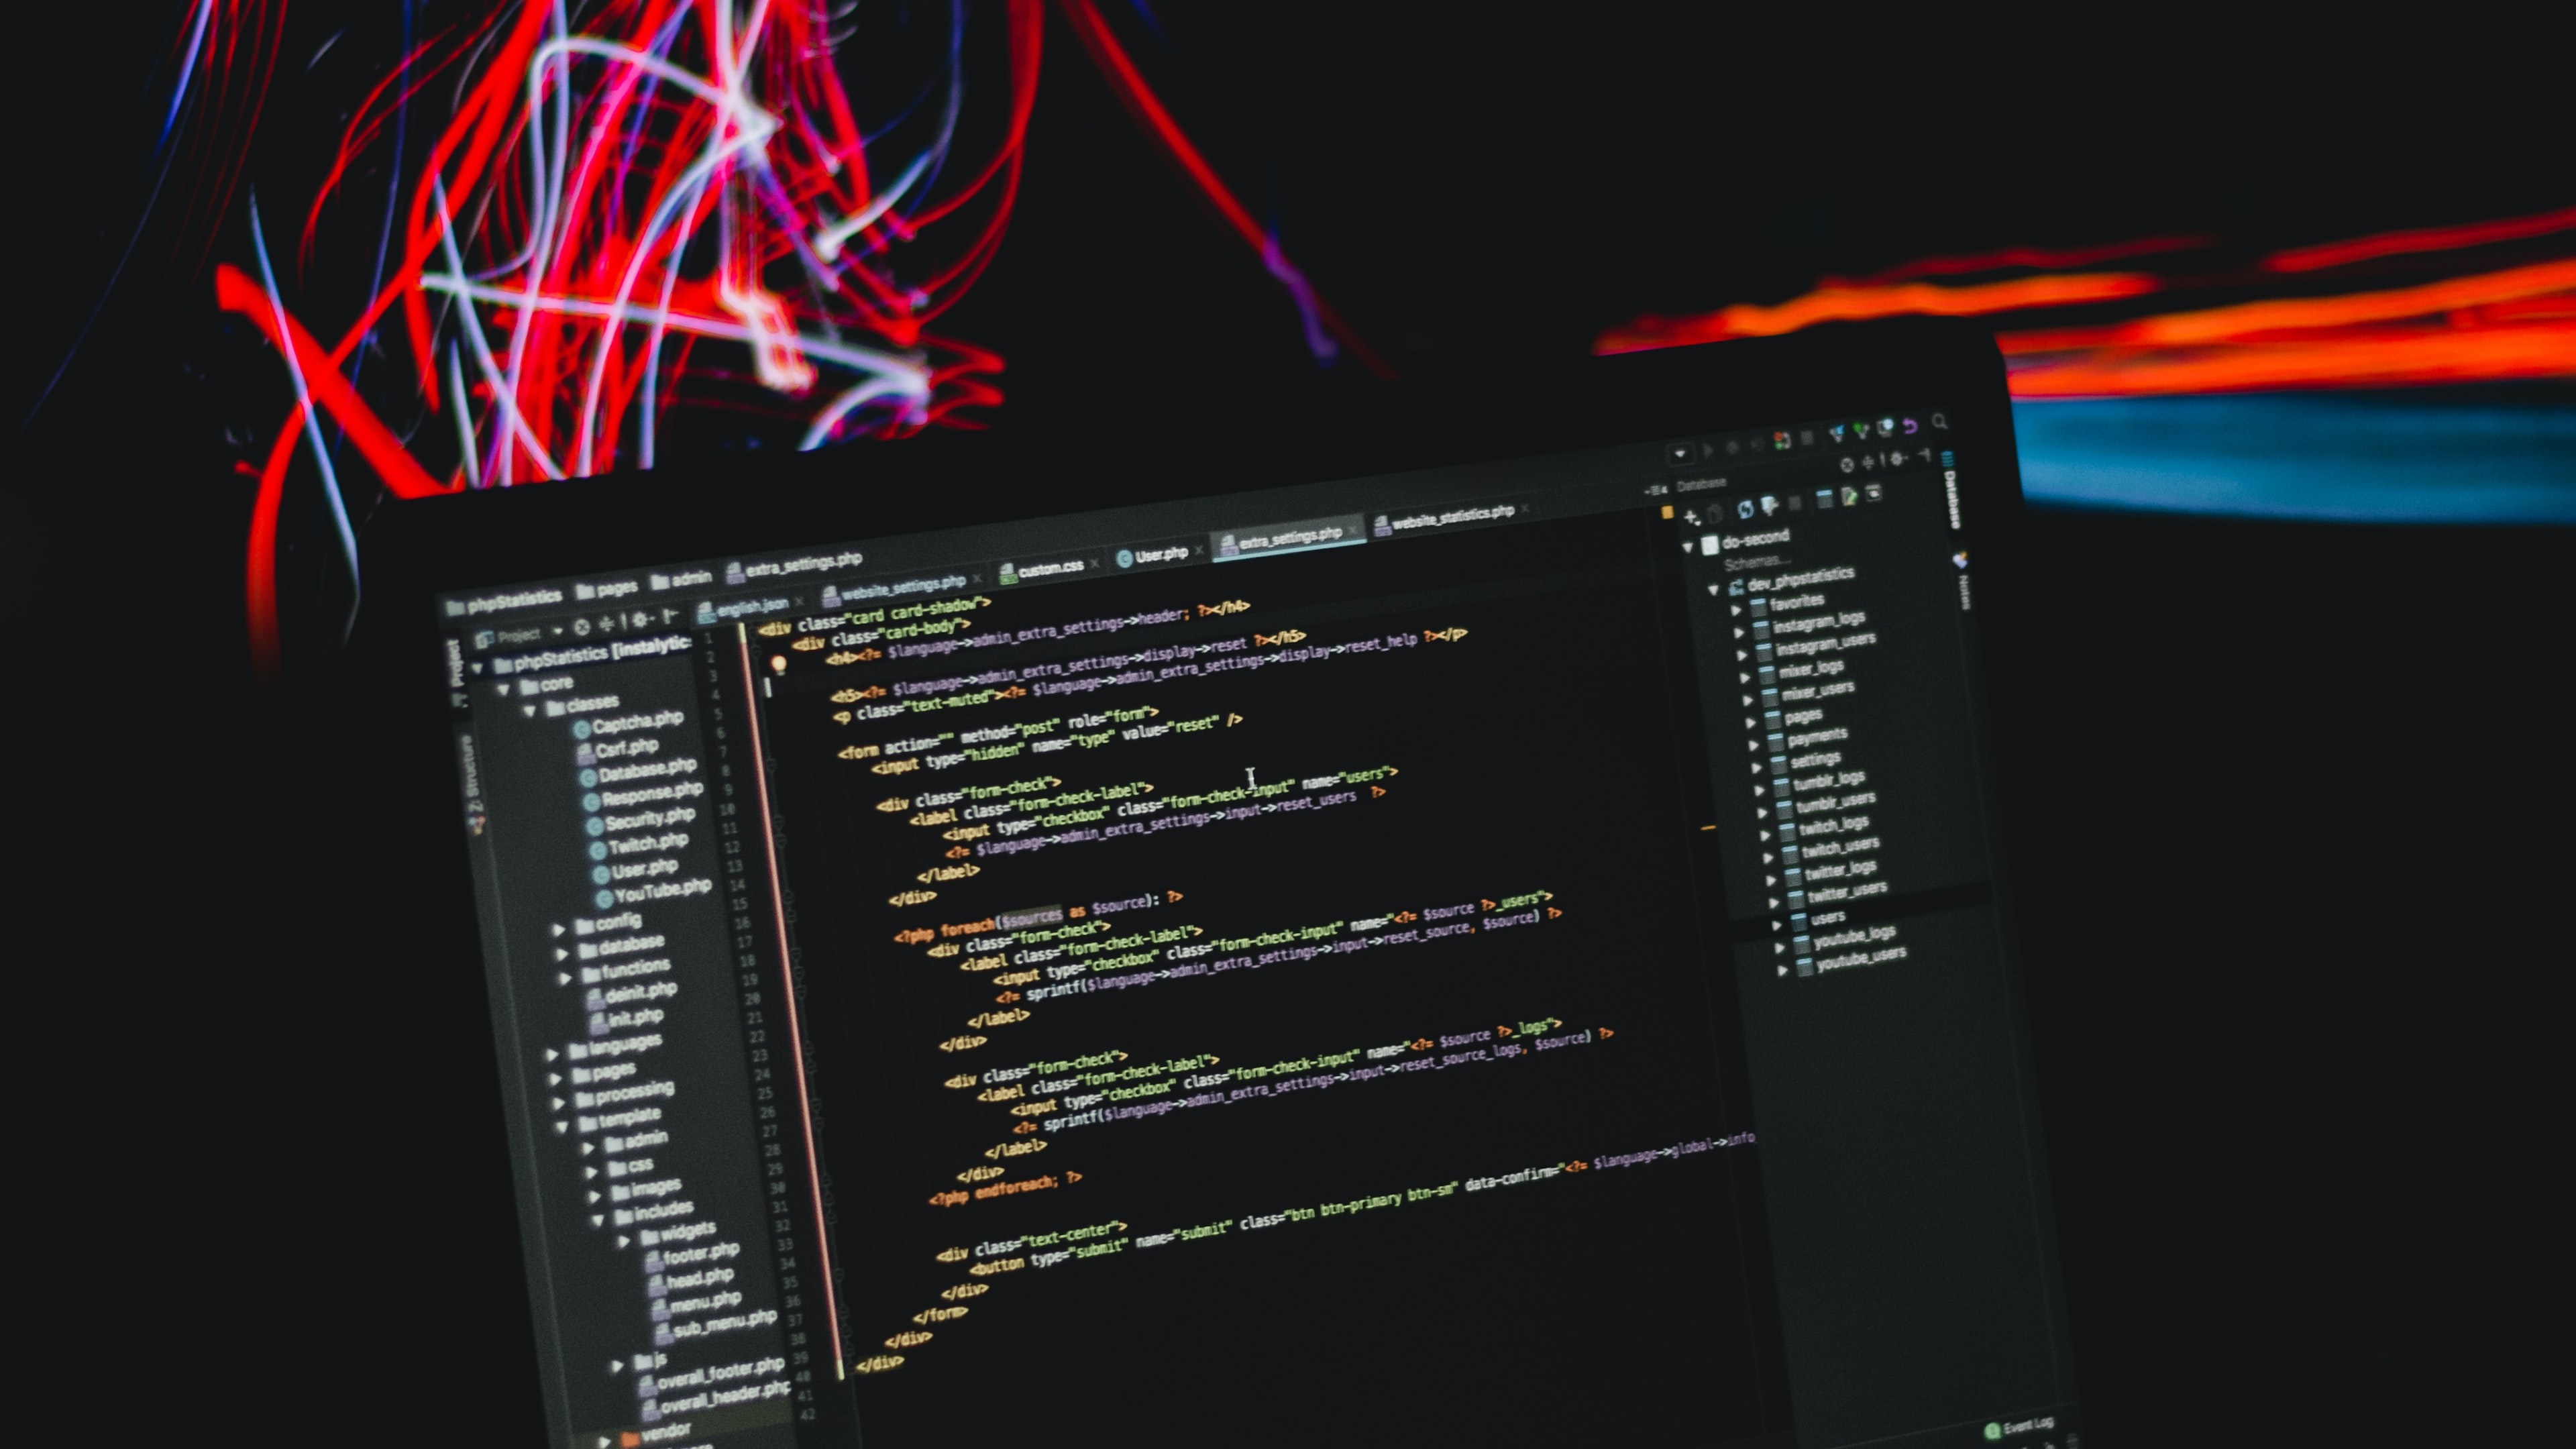 phpStatistics pages admin extra_settings.php
english.json website_settings.php custom.css User.php extra_settings.php website_statistics.php
Project
Project
phpStatistics [instalytic
core
classes
Captcha.php
Csrf.php
Database.php
Response.php
Security.php
Twitch.php
User.php
YouTube.php
config
database
functions
deinit.php
init.php
languages
pages
processing
template
admin
css
images
includes
widgets
footer.php
head.php
menu.php
sub_menu.php
js
overall_footer.php
overall_header.php
vendor
Z: Structure
1
2
3
4
5
6
7
8
9
10
11
12
13
14
15
16
17
18
19
20
21
22
23
24
25
26
27
28
29
30
31
32
33
34
35
36
37
38
39
40
41
42
<div class="card card-shadow">
<div class="card-body">
<h4><?= $language->admin_extra_settings->header; ?></h4>
<h5><?= $language->admin_extra_settings->display->reset ?></h5>
<p class="text-muted"><?= $language->admin_extra_settings->display->reset_help ?></p>
<form action="" method="post" role="form">
<input type="hidden" name="type" value="reset" />
<div class="form-check">
<label class="form-check-label">
<input type="checkbox" class="form-check-input" name="users">
<?= $language->admin_extra_settings->input->reset_users ?>
</label>
</div>
<?php foreach($sources as $source): ?>
<div class="form-check">
<label class="form-check-label">
<input type="checkbox" class="form-check-input" name="<?= $source ?>_users">
<?= sprintf($language->admin_extra_settings->input->reset_source, $source) ?>
</label>
</div>
<div class="form-check">
<label class="form-check-label">
<input type="checkbox" class="form-check-input" name="<?= $source ?>_logs">
<?= sprintf($language->admin_extra_settings->input->reset_source_logs, $source) ?>
</label>
</div>
<?php endforeach; ?>
<div class="text-center">
<button type="submit" name="submit" class="btn btn-primary btn-sm" data-confirm="<?= $language->global->info
</div>
</form>
</div>
</div>
Database
do-second
Schemas...
dev_phpstatistics
favorites
instagram_logs
instagram_users
mixer_logs
mixer_users
pages
payments
settings
tumblr_logs
tumblr_users
twitch_logs
twitch_users
twitter_logs
twitter_users
users
youtube_logs
youtube_users
Database
Notes
Event Log